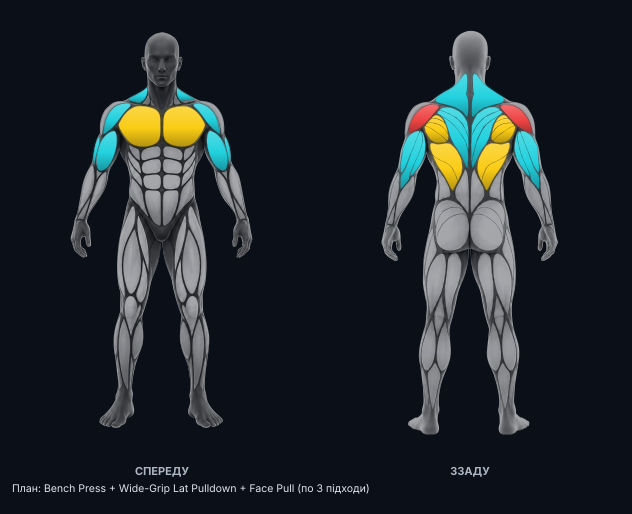 СПЕРЕДУ
ЗЗАДУ
План: Bench Press + Wide-Grip Lat Pulldown + Face Pull (по 3 підходи)